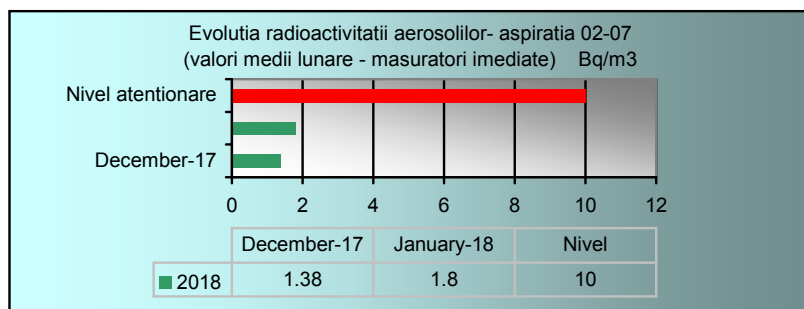 Evolutia radioactivitatii aerosolilor- aspiratia 02-07
(valori medii lunare - masuratori imediate) Bq/m3
Nivel atentionare
December-17
0 2 4 6 8 10 12
December-17 January-18 Nivel
2018 1.38 1.8 10